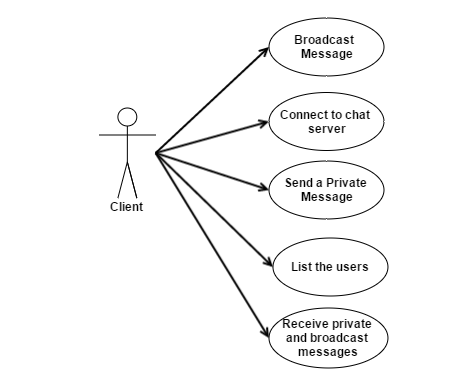 Broadcast
Message
Connect to chat
server
Send a Private
Message
Client
List the users
Receive private
and broadcast
messages